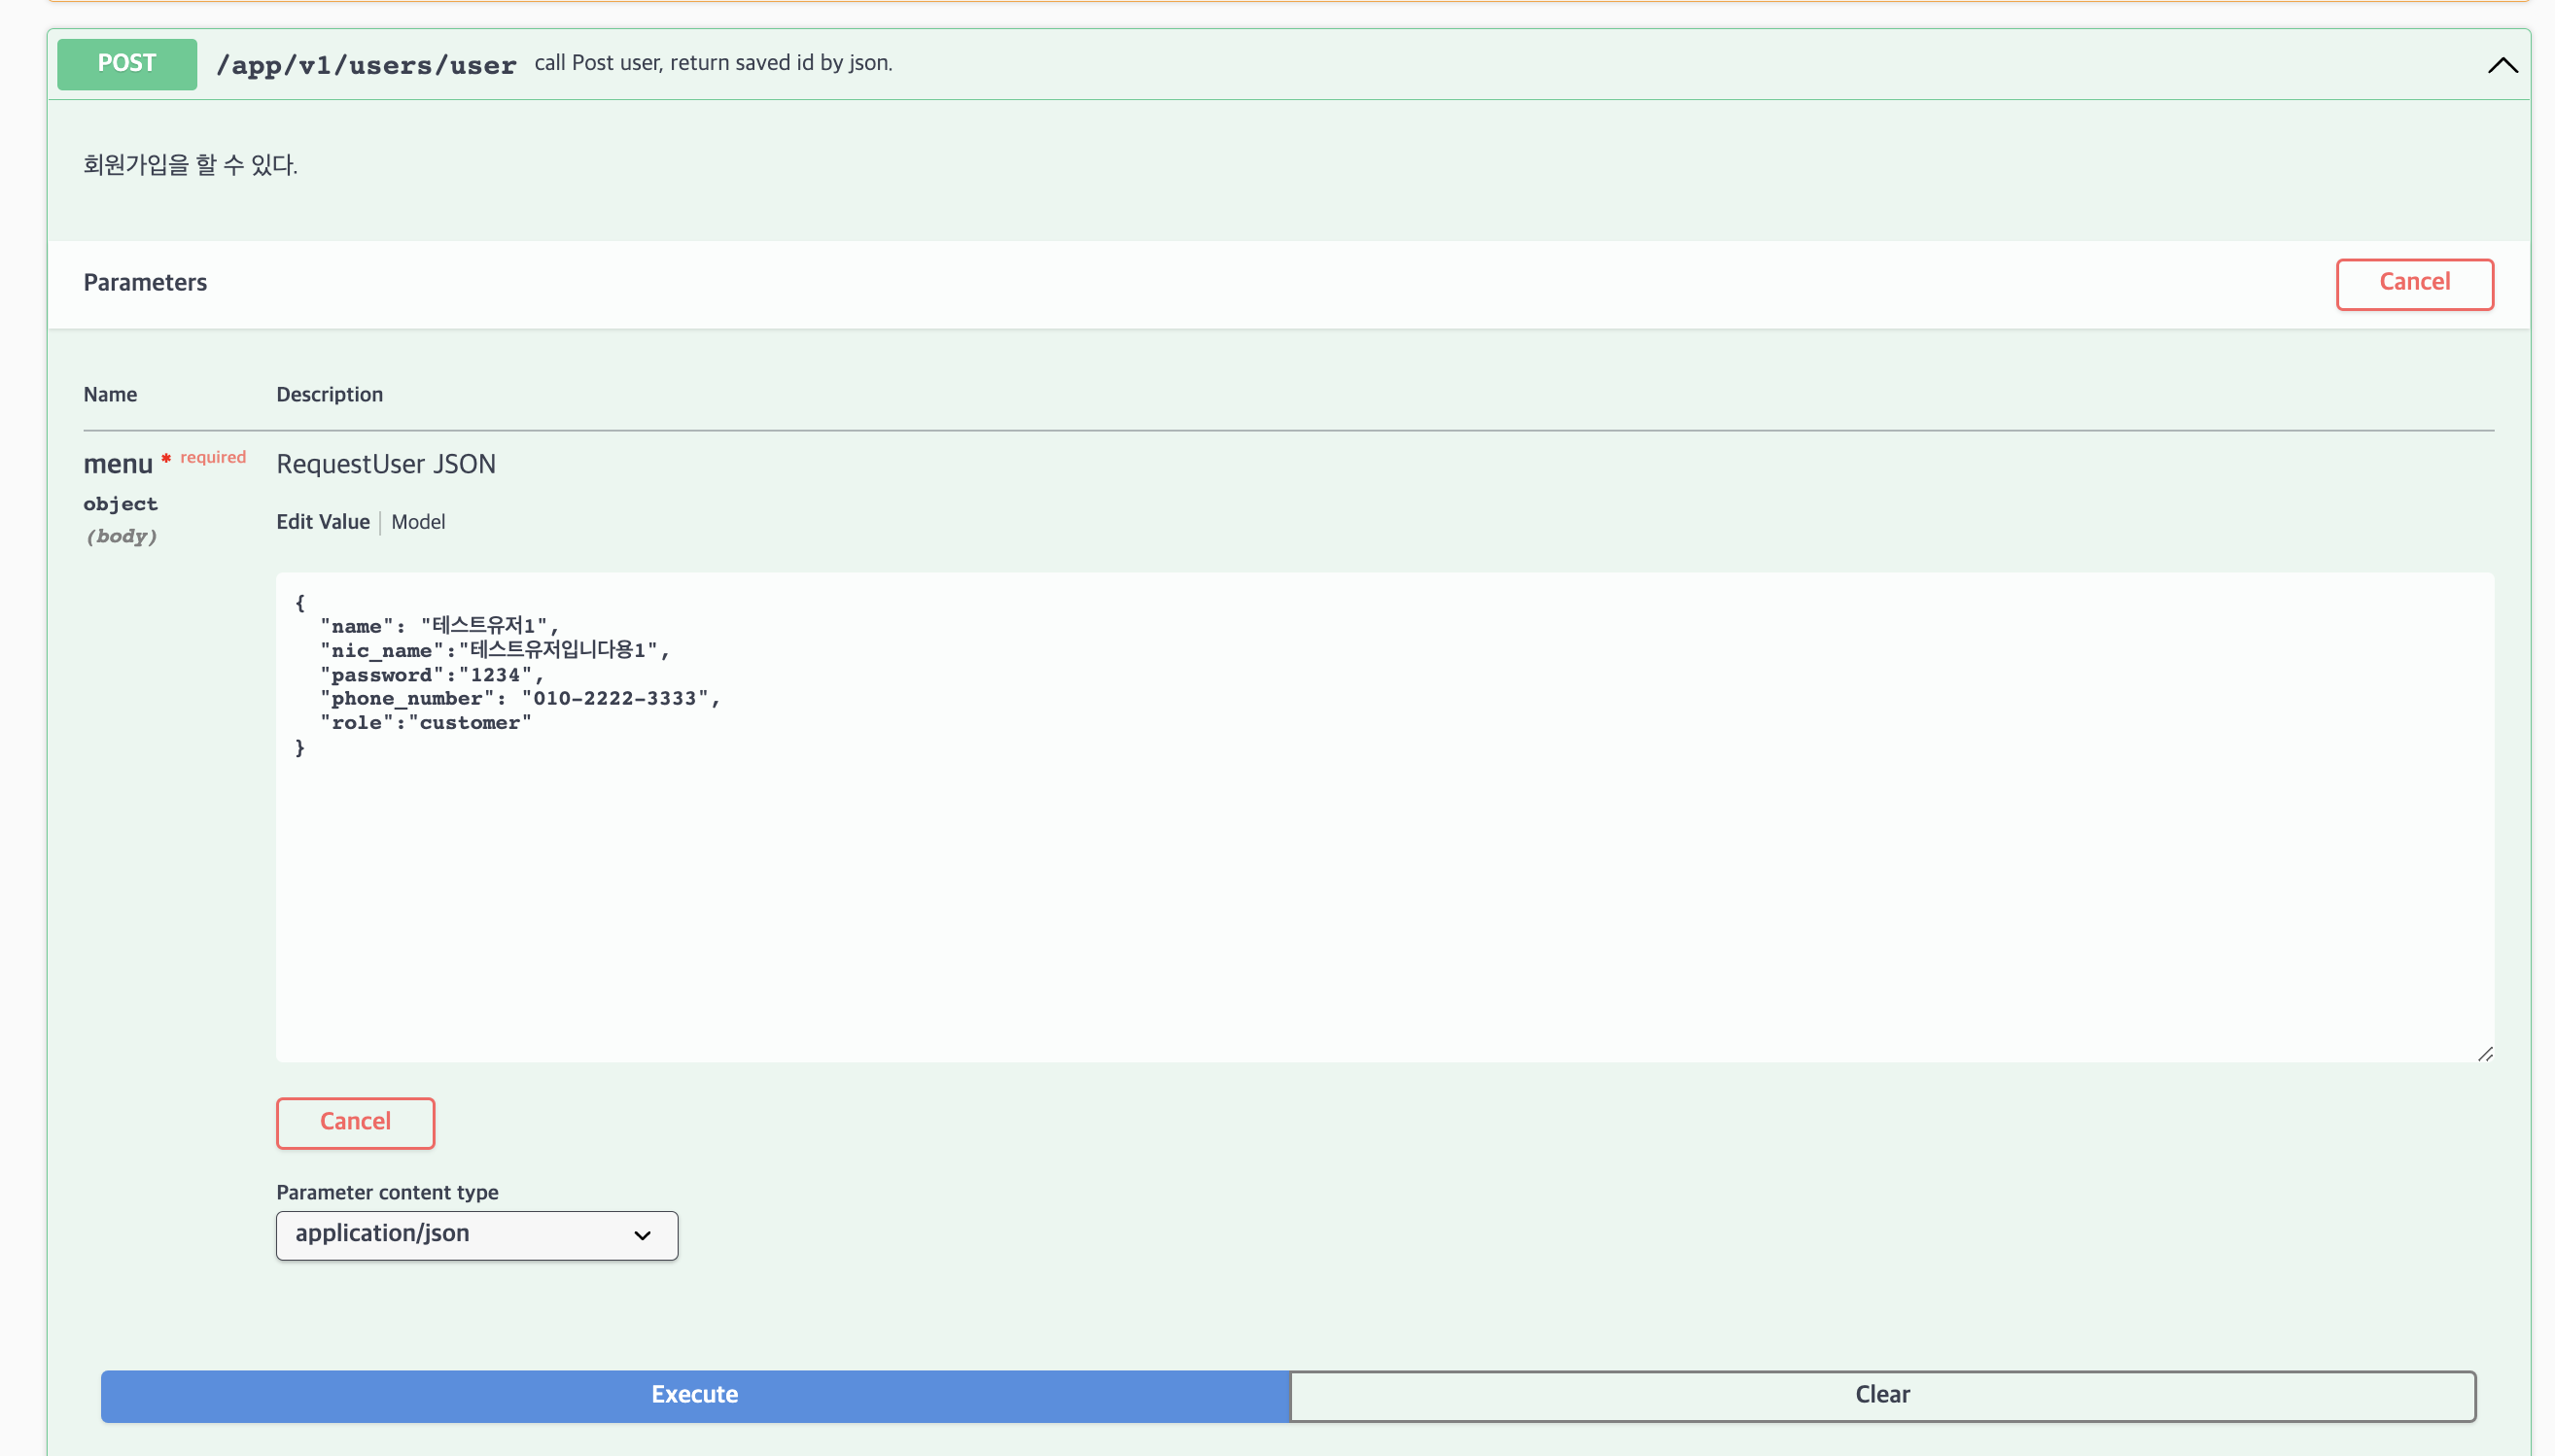 POST /app/v1/users/user call Post user, return saved id by json.
회원가입을 할 수 있다.
Parameters Cancel
Name Description
menu * required RequestUser JSON
object
(body)
Edit Value | Model
{
  "name": "테스트유저1",
  "nic_name":"테스트유저입니다용1",
  "password":"1234",
  "phone_number": "010-2222-3333",
  "role":"customer"
}
Cancel
Parameter content type
application/json
Execute Clear